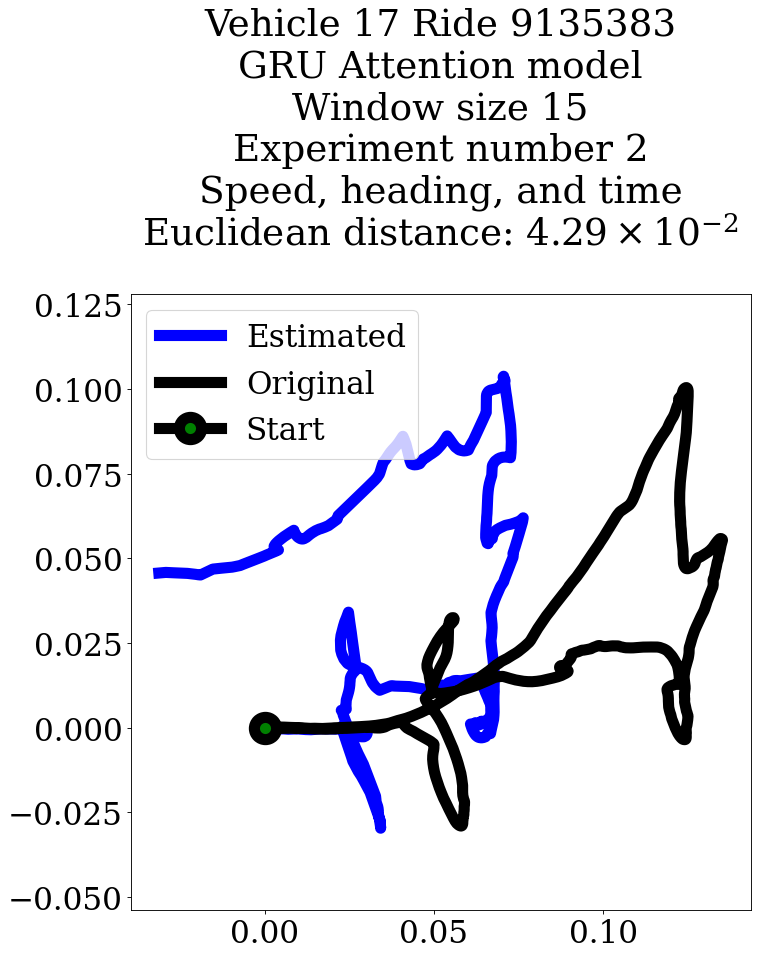 Vehicle 17 Ride 9135383
GRU Attention model
Window size 15
Experiment number 2
Speed, heading, and time
Euclidean distance: 4.29 × 10⁻²
0.125
0.100
0.075
0.050
0.025
0.000
−0.025
−0.050
Estimated
Original
Start
0.00 0.05 0.10